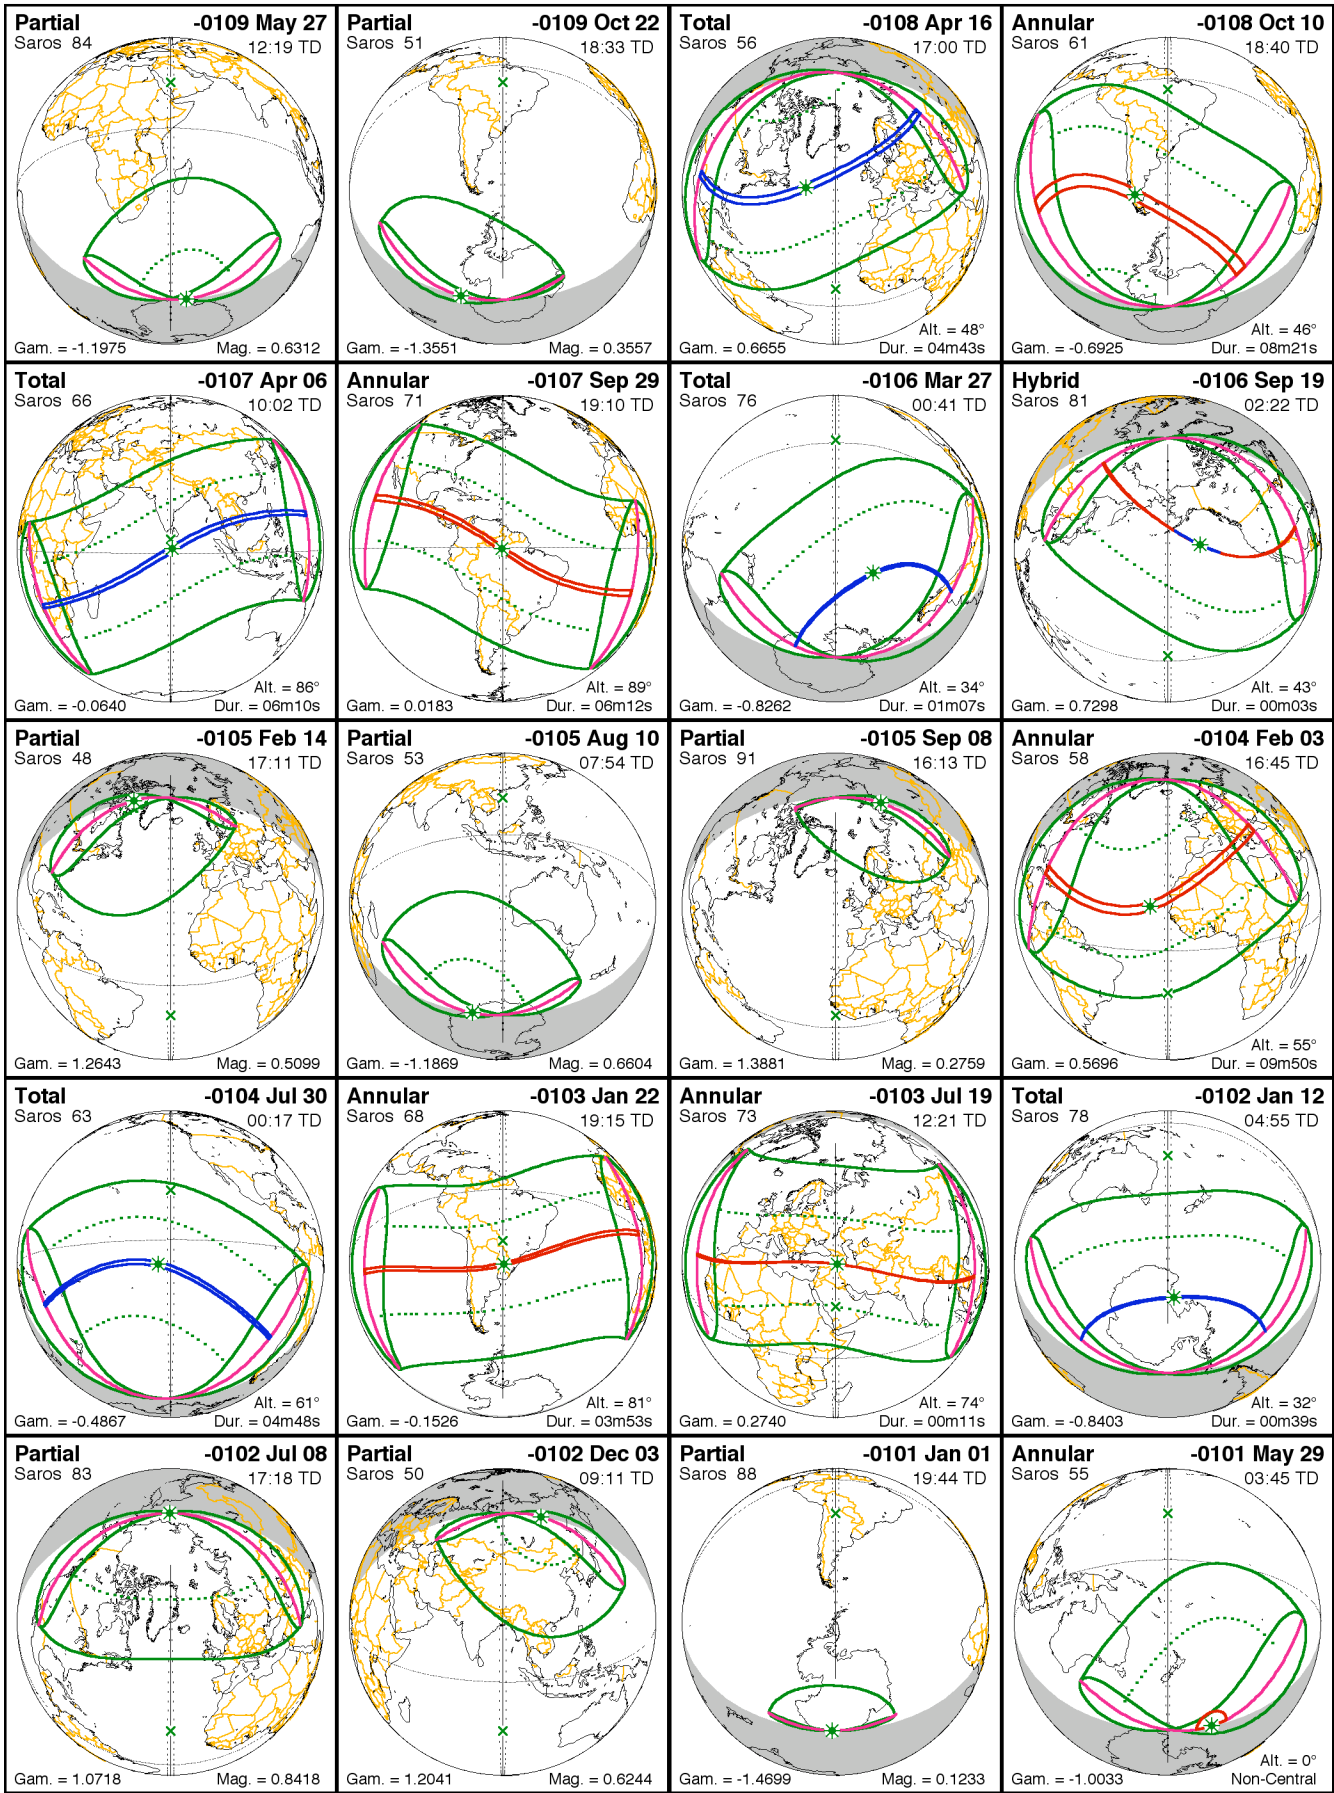 Partial -0109 May 27
Saros 84 12:19 TD
Gam. = -1.1975 Mag. = 0.6312
Partial -0109 Oct 22
Saros 51 18:33 TD
Gam. = -1.3551 Mag. = 0.3557
Total -0108 Apr 16
Saros 56 17:00 TD
Alt. = 48°
Gam. = 0.6655 Dur. = 04m43s
Annular -0108 Oct 10
Saros 61 18:40 TD
Alt. = 46°
Gam. = -0.6925 Dur. = 08m21s
Total -0107 Apr 06
Saros 66 10:02 TD
Alt. = 86°
Gam. = -0.0640 Dur. = 06m10s
Annular -0107 Sep 29
Saros 71 19:10 TD
Alt. = 89°
Gam. = 0.0183 Dur. = 06m12s
Total -0106 Mar 27
Saros 76 00:41 TD
Alt. = 34°
Gam. = -0.8262 Dur. = 01m07s
Hybrid -0106 Sep 19
Saros 81 02:22 TD
Alt. = 43°
Gam. = 0.7298 Dur. = 00m03s
Partial -0105 Feb 14
Saros 48 17:11 TD
Gam. = 1.2643 Mag. = 0.5099
Partial -0105 Aug 10
Saros 53 07:54 TD
Gam. = -1.1869 Mag. = 0.6604
Partial -0105 Sep 08
Saros 91 16:13 TD
Gam. = 1.3881 Mag. = 0.2759
Annular -0104 Feb 03
Saros 58 16:45 TD
Alt. = 55°
Gam. = 0.5696 Dur. = 09m50s
Total -0104 Jul 30
Saros 63 00:17 TD
Alt. = 61°
Gam. = -0.4867 Dur. = 04m48s
Annular -0103 Jan 22
Saros 68 19:15 TD
Alt. = 81°
Gam. = -0.1526 Dur. = 03m53s
Annular -0103 Jul 19
Saros 73 12:21 TD
Alt. = 74°
Gam. = 0.2740 Dur. = 00m11s
Total -0102 Jan 12
Saros 78 04:55 TD
Alt. = 32°
Gam. = -0.8403 Dur. = 00m39s
Partial -0102 Jul 08
Saros 83 17:18 TD
Gam. = 1.0718 Mag. = 0.8418
Partial -0102 Dec 03
Saros 50 09:11 TD
Gam. = 1.2041 Mag. = 0.6244
Partial -0101 Jan 01
Saros 88 19:44 TD
Gam. = -1.4699 Mag. = 0.1233
Annular -0101 May 29
Saros 55 03:45 TD
Alt. = 0°
Gam. = -1.0033 Non-Central